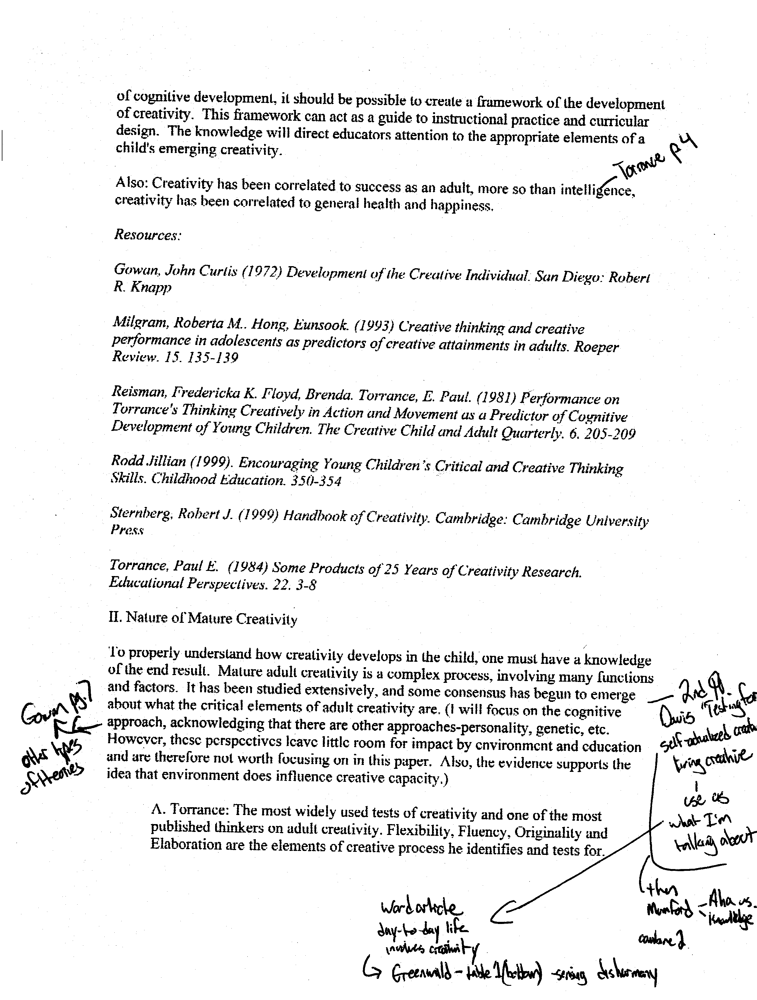 of cognitive development, it should be possible to create a framework of the development
of creativity.  This framework can act as a guide to instructional practice and curricular
design.  The knowledge will direct educators attention to the appropriate elements of a
child's emerging creativity.
Torrance p 4
Also: Creativity has been correlated to success as an adult, more so than intelligence,
creativity has been correlated to general health and happiness.
Resources:
Gowan, John Curtis (1972) Development of the Creative Individual. San Diego: Robert
R. Knapp
Milgram, Roberta M.. Hong, Eunsook. (1993) Creative thinking and creative
performance in adolescents as predictors of creative attainments in adults. Roeper
Review. 15. 135-139
Reisman, Fredericka K. Floyd, Brenda. Torrance, E. Paul. (1981) Performance on
Torrance's Thinking Creatively in Action and Movement as a Predictor of Cognitive
Development of Young Children. The Creative Child and Adult Quarterly. 6. 205-209
Rodd Jillian (1999). Encouraging Young Children's Critical and Creative Thinking
Skills. Childhood Education. 350-354
Sternberg, Robert J. (1999) Handbook of Creativity. Cambridge: Cambridge University
Press
Torrance, Paul E.  (1984) Some Products of 25 Years of Creativity Research.
Educational Perspectives. 22. 3-8
II. Nature of Mature Creativity
To properly understand how creativity develops in the child, one must have a knowledge
of the end result.  Mature adult creativity is a complex process, involving many functions
and factors.  It has been studied extensively, and some consensus has begun to emerge
about what the critical elements of adult creativity are. (I will focus on the cognitive
approach, acknowledging that there are other approaches-personality, genetic, etc.
However, these perspectives leave little room for impact by environment and education
and are therefore not worth focusing on in this paper.  Also, the evidence supports the
idea that environment does influence creative capacity.)
Gowan pg.7
other types
of theories
2nd
Davis "Testing for
self-actualized
creative
use as
what I'm
talking about
A. Torrance: The most widely used tests of creativity and one of the most
published thinkers on adult creativity. Flexibility, Fluency, Originality and
Elaboration are the elements of creative process he identifies and tests for.
then
Mumford - Aha vs.
knowledge
combine 2
Ward article
day-to-day life
involves creativity
Greenwald - table 1 (bottom) - sensing disharmony